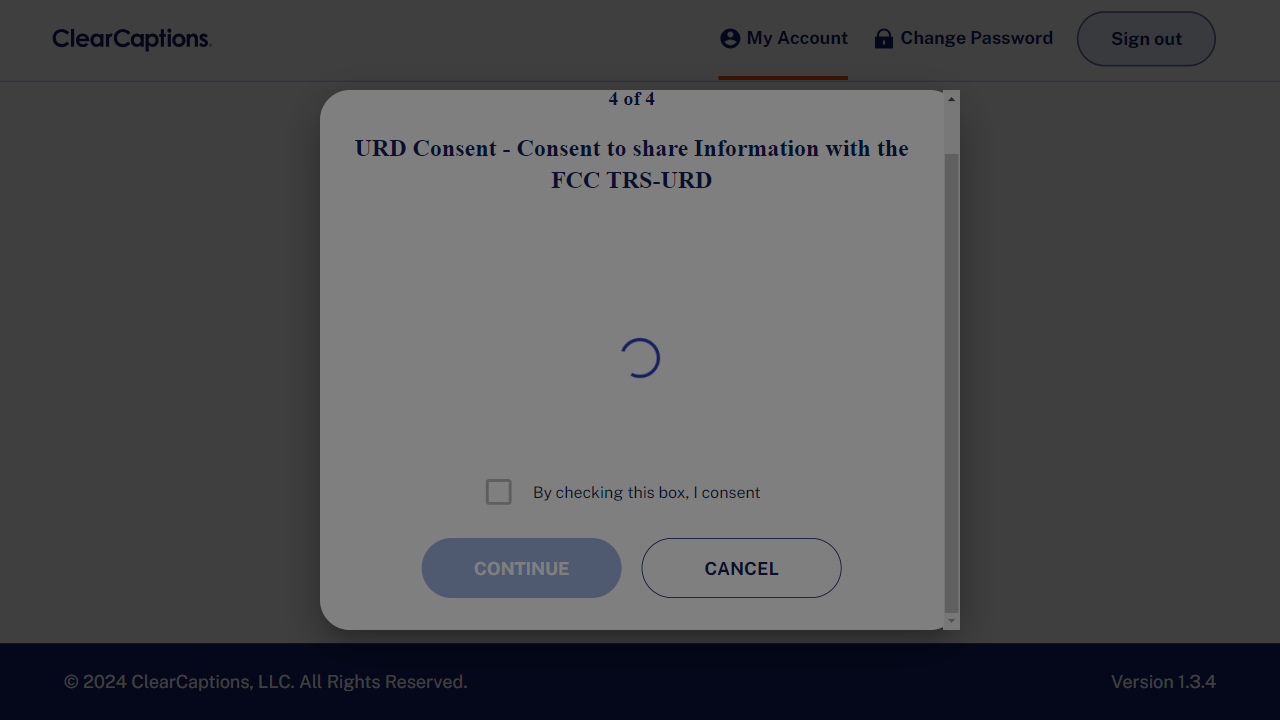 ClearCaptions.
My Account
Change Password
Sign out
4 of 4
URD Consent - Consent to share Information with the
FCC TRS-URD
By checking this box, I consent
CONTINUE
CANCEL
© 2024 ClearCaptions, LLC. All Rights Reserved.
Version 1.3.4